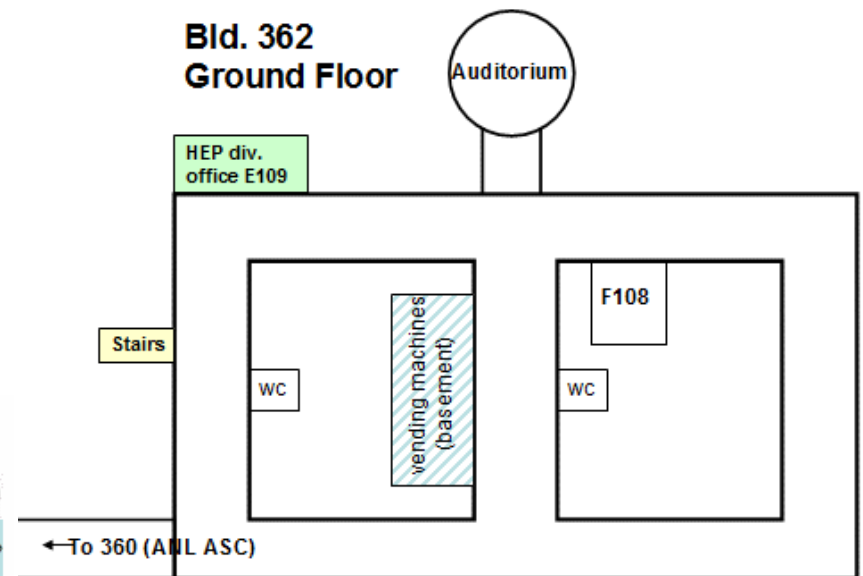 Bld. 362
Ground Floor
Auditorium
HEP div.
office E109
F108
Stairs
vending machines
(basement)
WC
WC
←To 360 (ANL ASC)